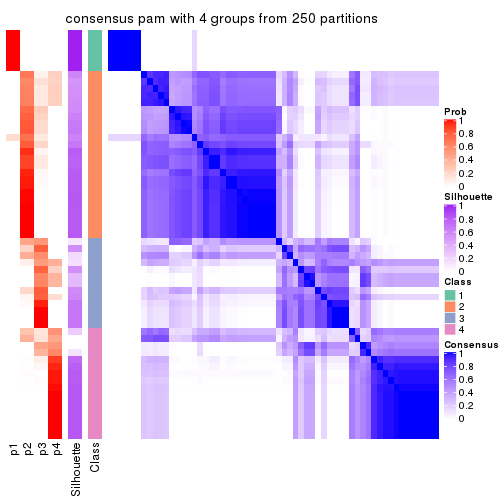 consensus pam with 4 groups from 250 partitions
Prob
1
0.8
0.6
0.4
0.2
0
Silhouette
1
0.8
0.6
0.4
0.2
0
Class
1
2
3
4
Consensus
1
0.8
0.6
0.4
0.2
0
p1
p2
p3
p4
Silhouette
Class